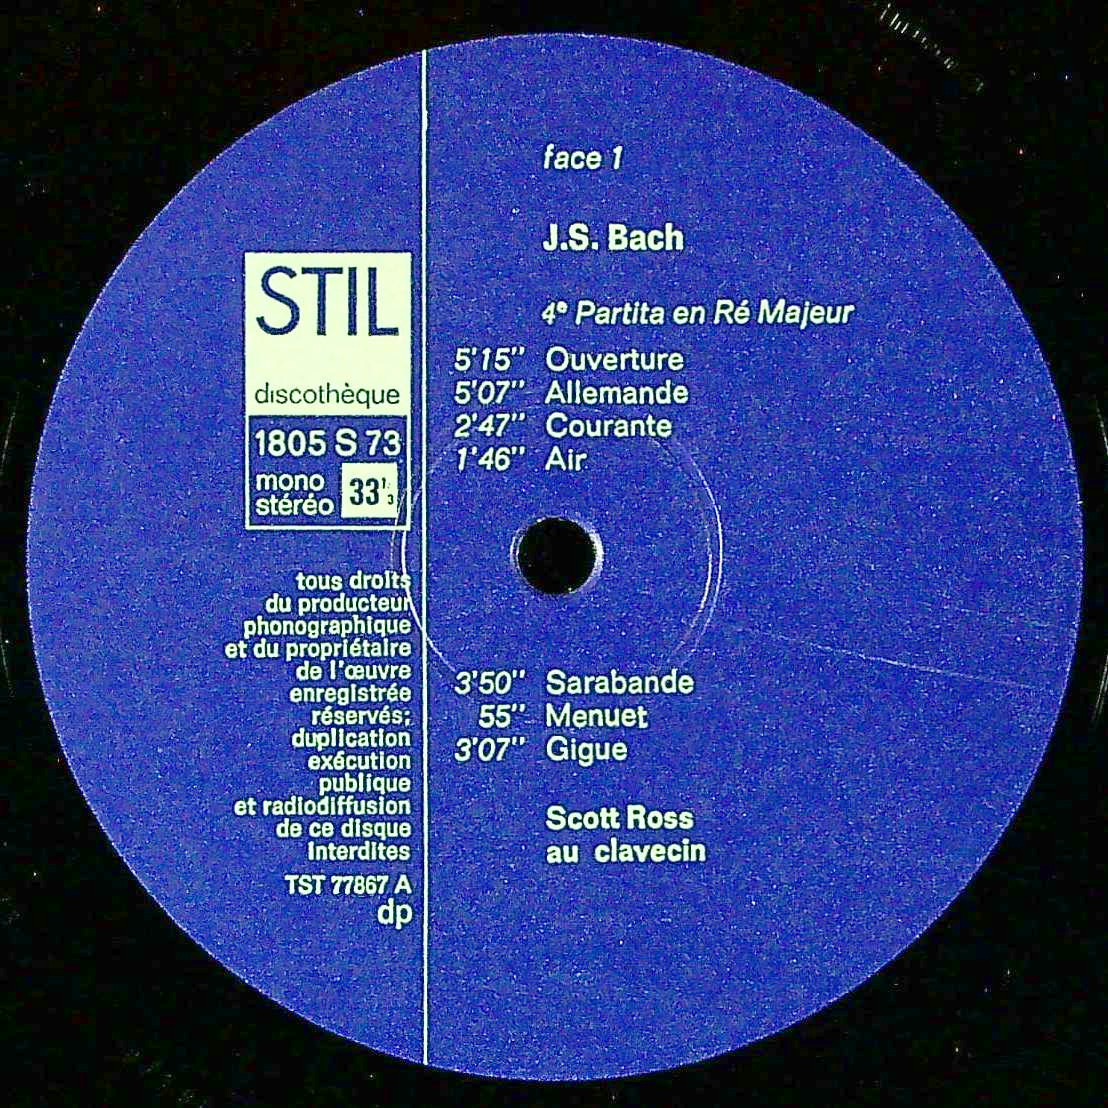 face 1
J.S. Bach
4e Partita en Ré Majeur
5'15" Ouverture
5'07" Allemande
2'47" Courante
1'46" Air
3'50" Sarabande
55" Menuet
3'07" Gigue
Scott Ross
au clavecin
STIL
discothèque
1805 S 73
mono
stéréo
33 1/3
tous droits
du producteur
phonographique
et du propriétaire
de l'œuvre
enregistrée
réservés;
duplication
exécution
publique
et radiodiffusion
de ce disque
interdites
TST 77867 A
dp